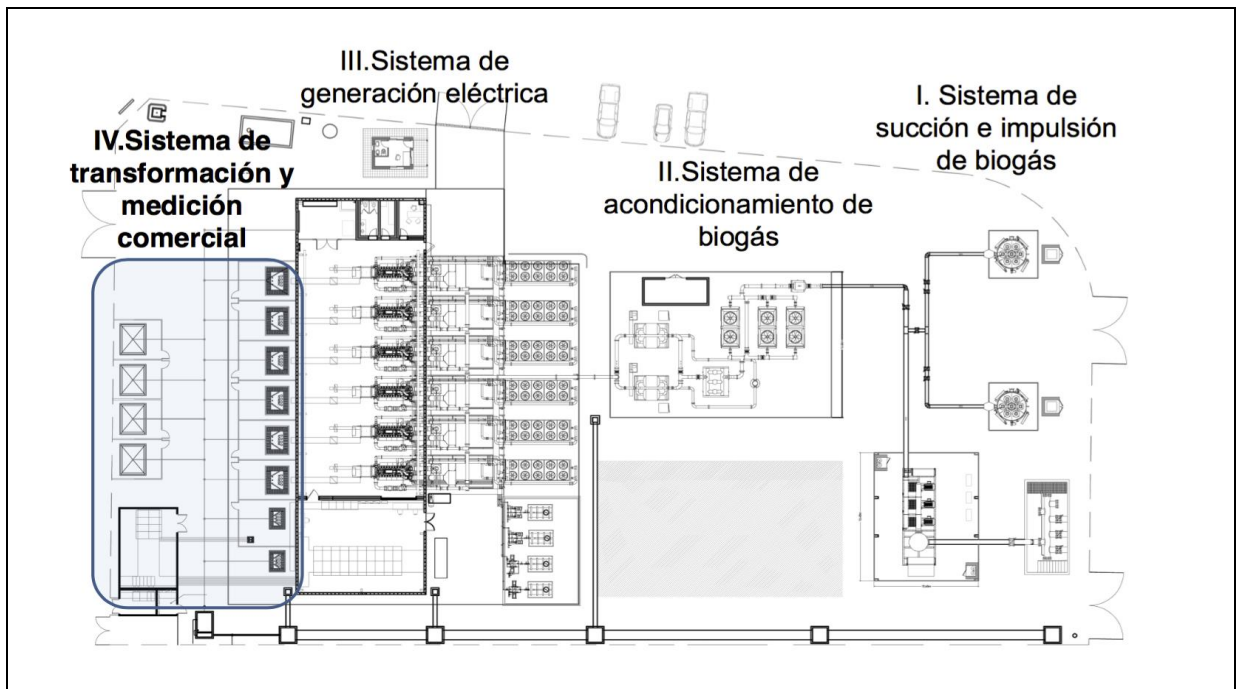 III.Sistema de
generación eléctrica
I. Sistema de
succión e impulsión
de biogás
IV.Sistema de
transformación y
medición
comercial
II.Sistema de
acondicionamiento de
biogás